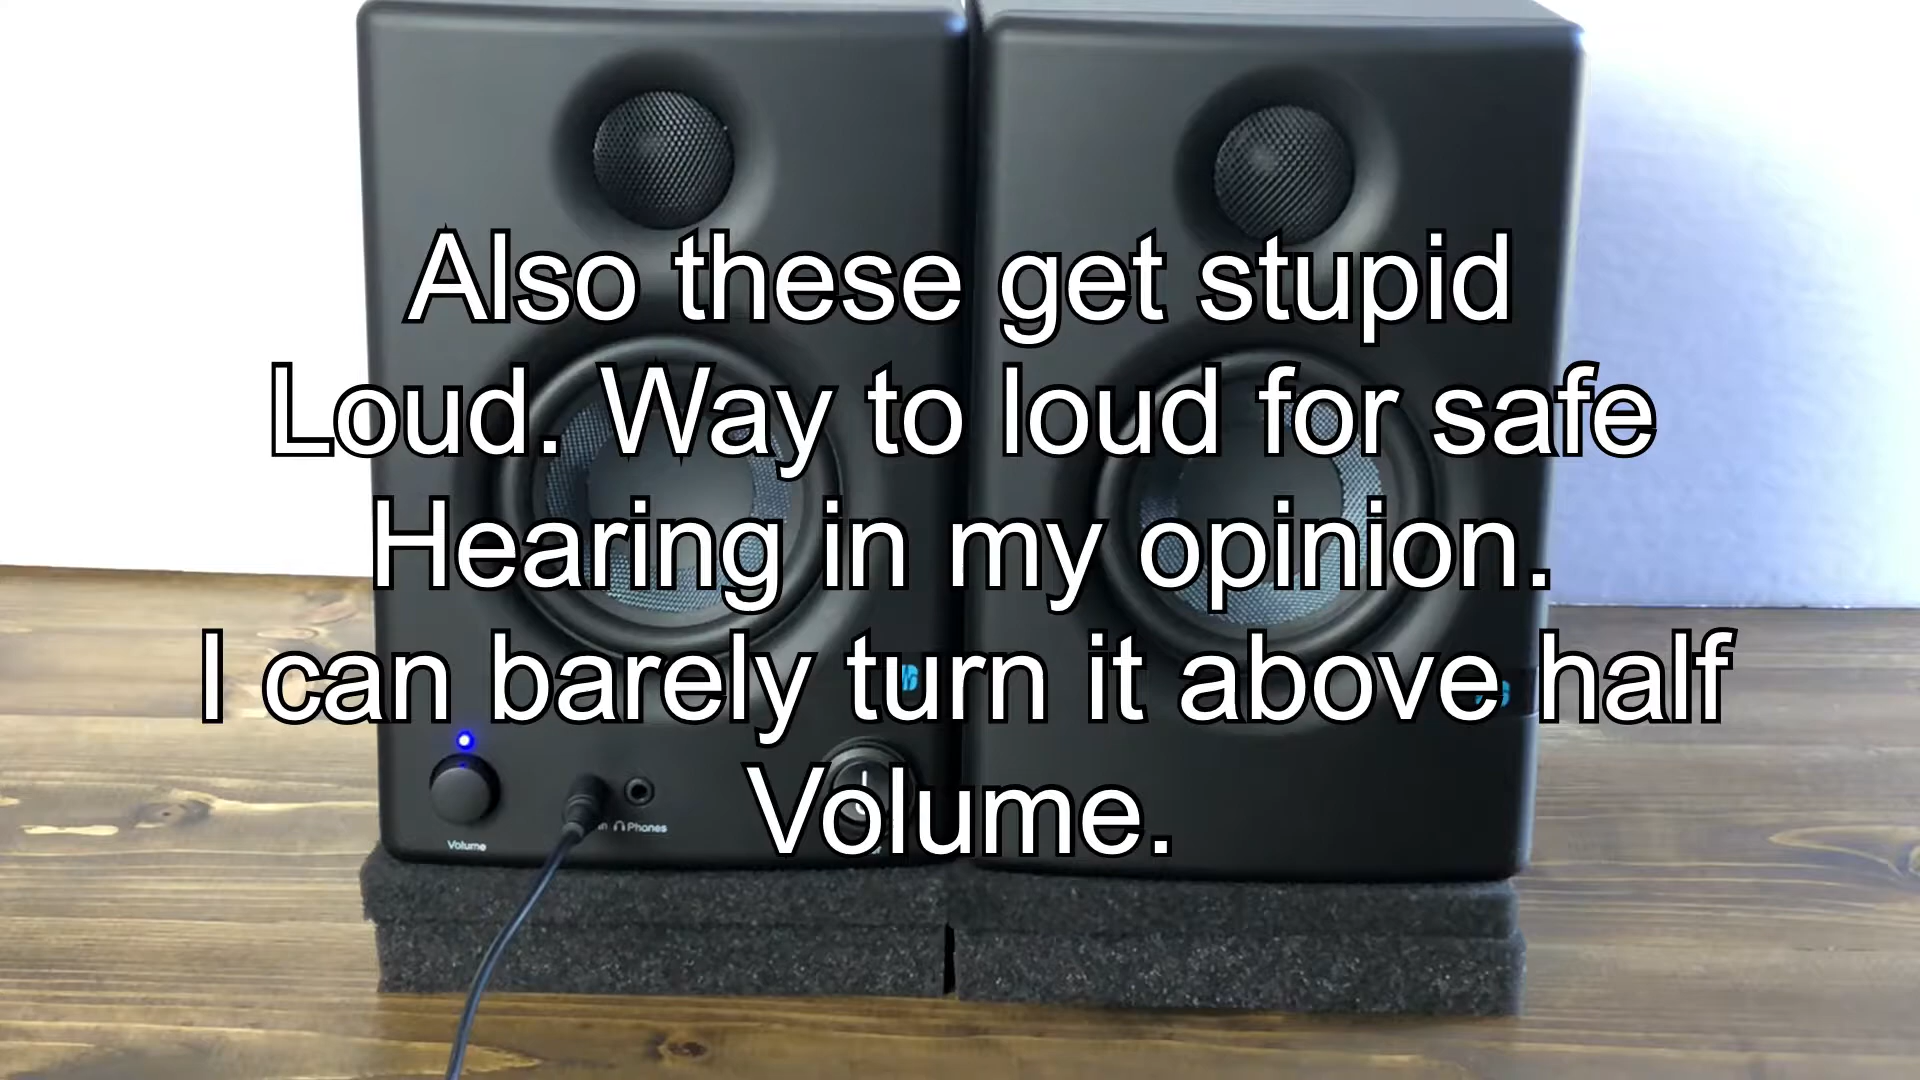 Also these get stupid
Loud. Way to loud for safe
Hearing in my opinion.
I can barely turn it above half
Volume.
Phones
Volume